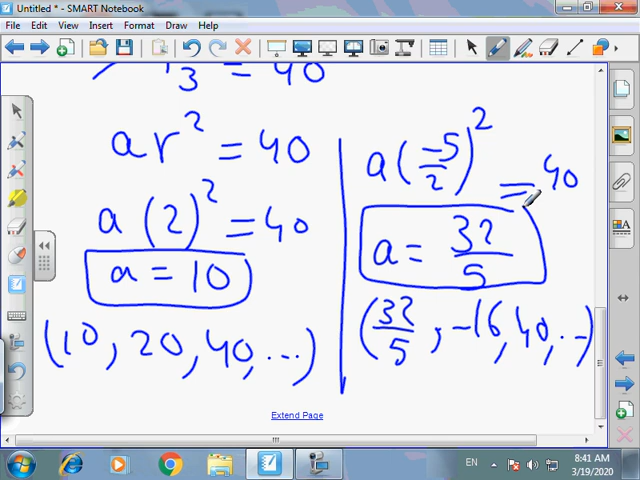 Untitled * - SMART Notebook
File Edit View Insert Format Draw Help
T₃ = 40
ar² = 40
a (2)² = 40
a = 10
(10, 20, 40, ...)
a(-5/2)² = 40
a = 32/5
(32/5, -16, 40, ...)
Extend Page
EN
8:41 AM
3/19/2020